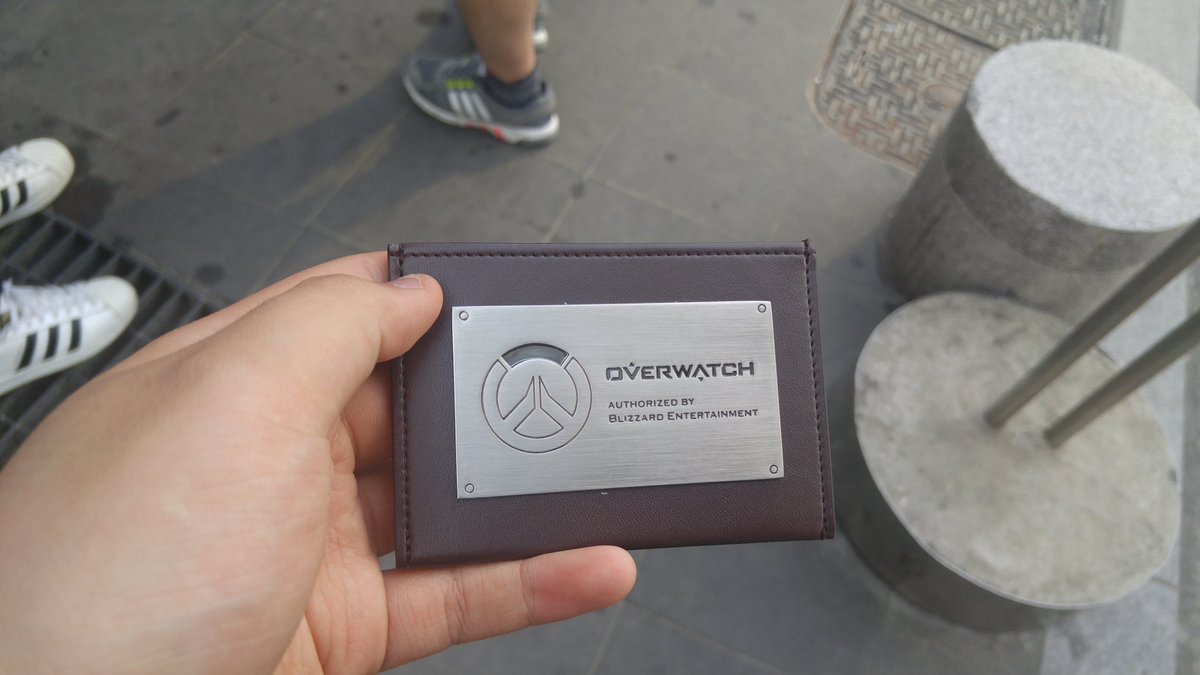 OVERWATCH
AUTHORIZED BY
BLIZZARD ENTERTAINMENT